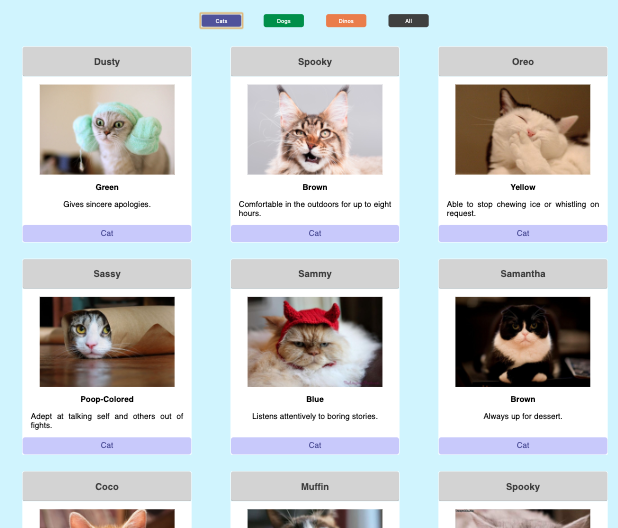 Cats
Dogs
Dinos
All
Dusty
Green
Gives sincere apologies.
Cat
Spooky
Brown
Comfortable in the outdoors for up to eight
hours.
Cat
Oreo
Yellow
Able to stop chewing ice or whistling on
request.
Cat
Sassy
Poop-Colored
Adept at talking self and others out of
fights.
Cat
Sammy
Blue
Listens attentively to boring stories.
Cat
Samantha
Brown
Always up for dessert.
Cat
Coco
Muffin
Spooky